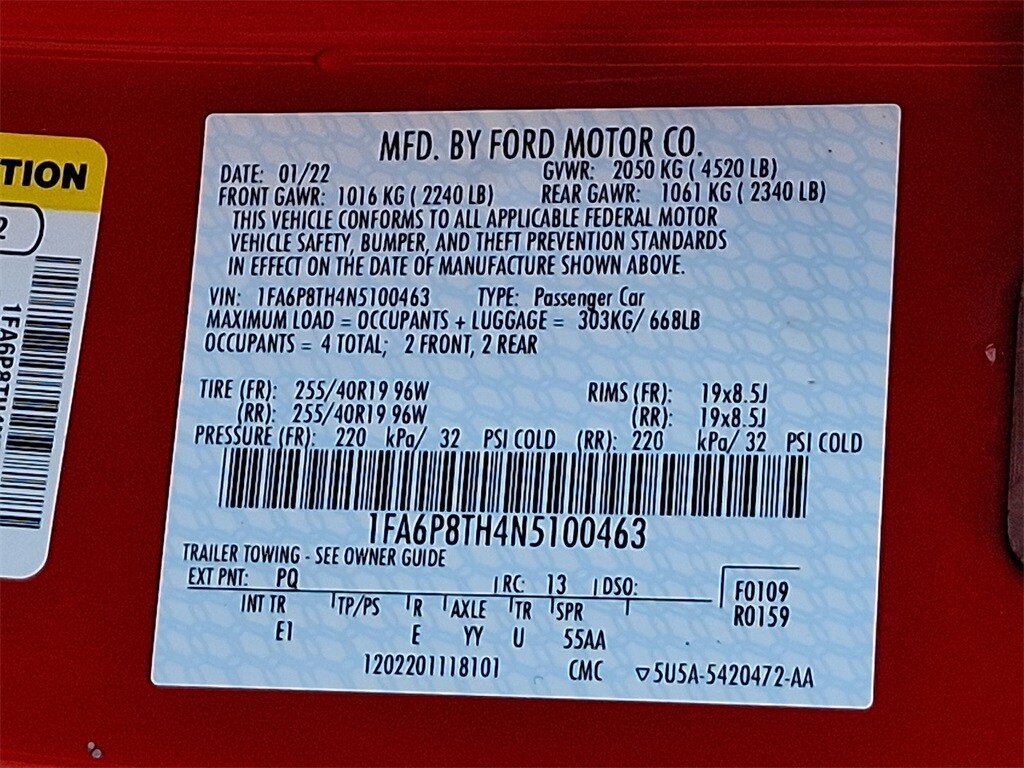 TION
2
MFD. BY FORD MOTOR CO.
DATE: 01/22 GVWR: 2050 KG ( 4520 LB)
FRONT GAWR: 1016 KG ( 2240 LB) REAR GAWR: 1061 KG ( 2340 LB)
THIS VEHICLE CONFORMS TO ALL APPLICABLE FEDERAL MOTOR
VEHICLE SAFETY, BUMPER, AND THEFT PREVENTION STANDARDS
IN EFFECT ON THE DATE OF MANUFACTURE SHOWN ABOVE.
VIN: 1FA6P8TH4N5100463 TYPE: Passenger Car
MAXIMUM LOAD = OCCUPANTS + LUGGAGE = 303KG/ 668LB
OCCUPANTS = 4 TOTAL; 2 FRONT, 2 REAR
TIRE (FR): 255/40R19 96W RIMS (FR): 19x8.5J
(RR): 255/40R19 96W (RR): 19x8.5J
PRESSURE (FR): 220 kPa/ 32 PSI COLD (RR): 220 kPa/ 32 PSI COLD
1FA6P8TH4N5100463
TRAILER TOWING - SEE OWNER GUIDE
EXT PNT: PQ RC: 13 DSO: F0109
INT TR TP/PS R AXLE TR SPR R0159
E1 E YY U 55AA
1202201118101 CMC ▽5U5A-5420472-AA